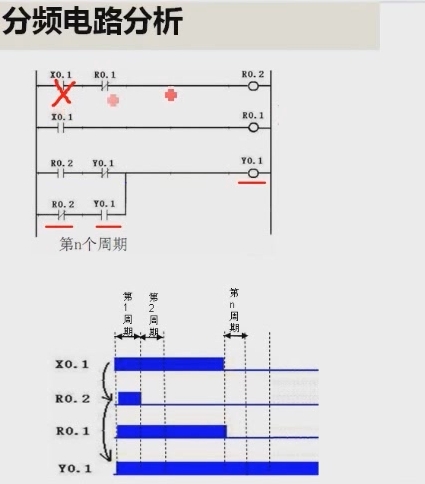 分频电路分析
X0.1 R0.1 R0.2
X0.1 R0.1
R0.2 Y0.1 Y0.1
R0.2 Y0.1
第n个周期
第1周期 第2周期 第n周期
X0.1
R0.2
R0.1
Y0.1